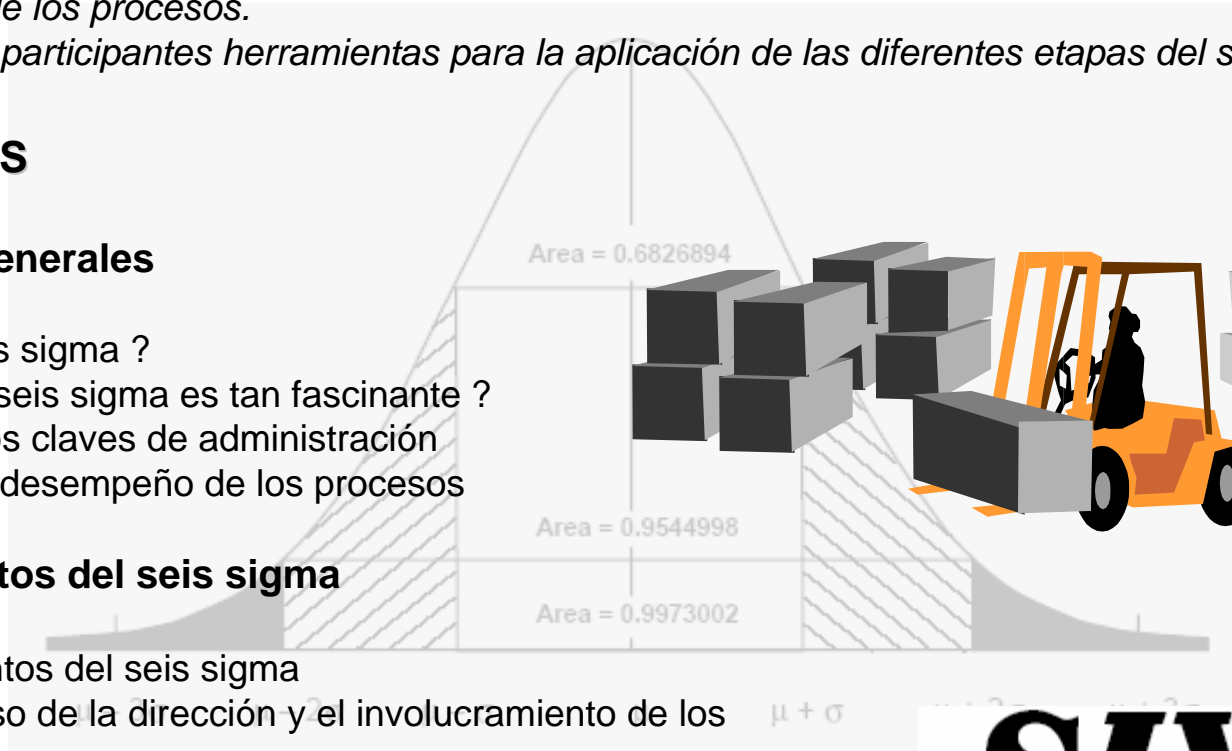 de los procesos.
participantes herramientas para la aplicación de las diferentes etapas del s
s
enerales
Area = 0.6826894
s sigma ?
seis sigma es tan fascinante ?
os claves de administración
desempeño de los procesos
Area = 0.9544998
tos del seis sigma
Area = 0.9973002
ntos del seis sigma
so de la dirección y el involucramiento de los
μ + σ